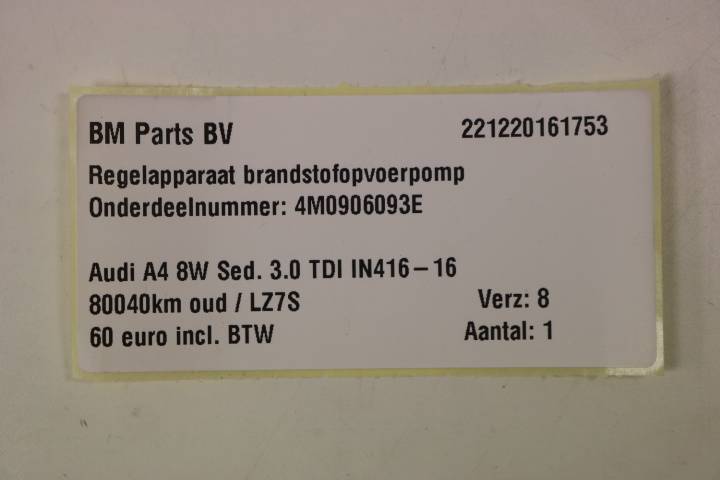 BM Parts BV 221220161753
Regelapparaat brandstofopvoerpomp
Onderdeelnummer: 4M0906093E
Audi A4 8W Sed. 3.0 TDI IN416-16
80040km oud / LZ7S Verz: 8
60 euro incl. BTW Aantal: 1